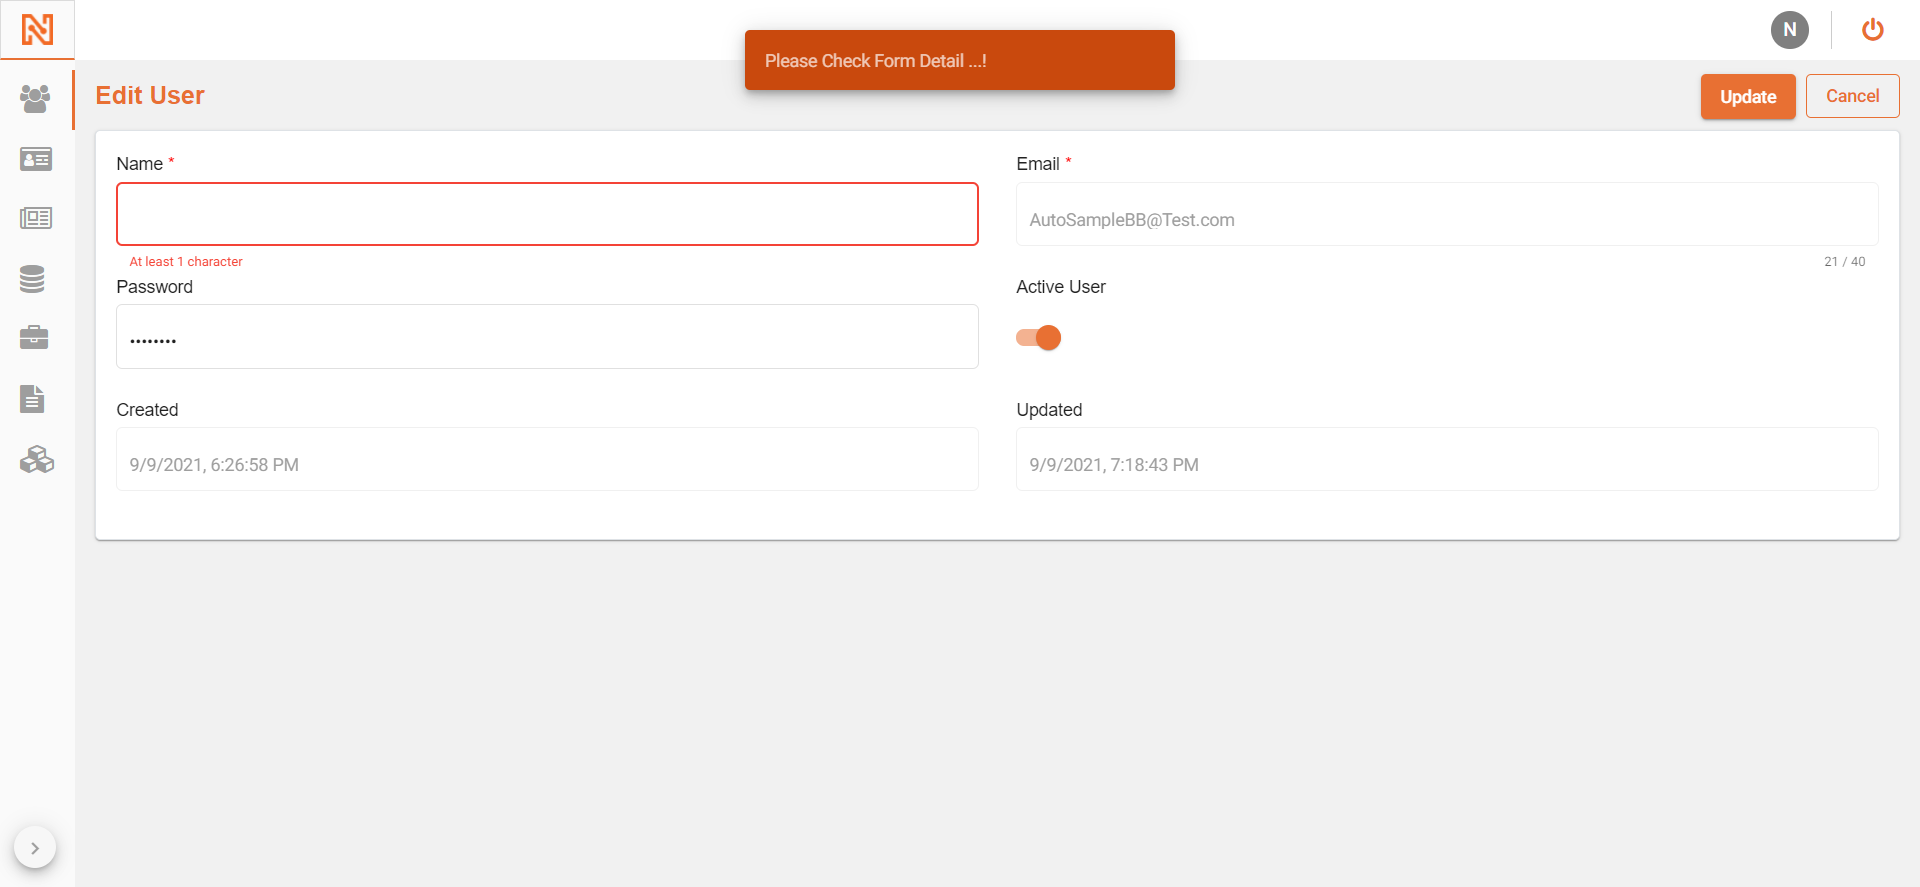 N
Please Check Form Detail ...!
Edit User
Update
Cancel
Name *
Email *
AutoSampleBB@Test.com
At least 1 character
21 / 40
Password
Active User
••••••••
Created
Updated
9/9/2021, 6:26:58 PM
9/9/2021, 7:18:43 PM